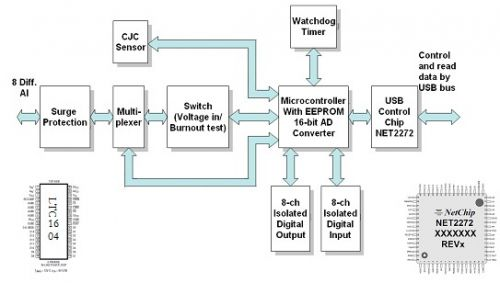 CJC
Sensor
Watchdog
Timer
8 Diff.
AI
Surge
Protection
Multi-
plexer
Switch
(Voltage in/
Burnout test)
Microcontroller
With EEPROM
16-bit AD
Converter
USB
Control
Chip
NET2272
Control
and read
data by
USB bus
8-ch
Isolated
Digital
Output
8-ch
Isolated
Digital
Input
LTC
16
04
NetChip
NET2272
XXXXXXX
REVx